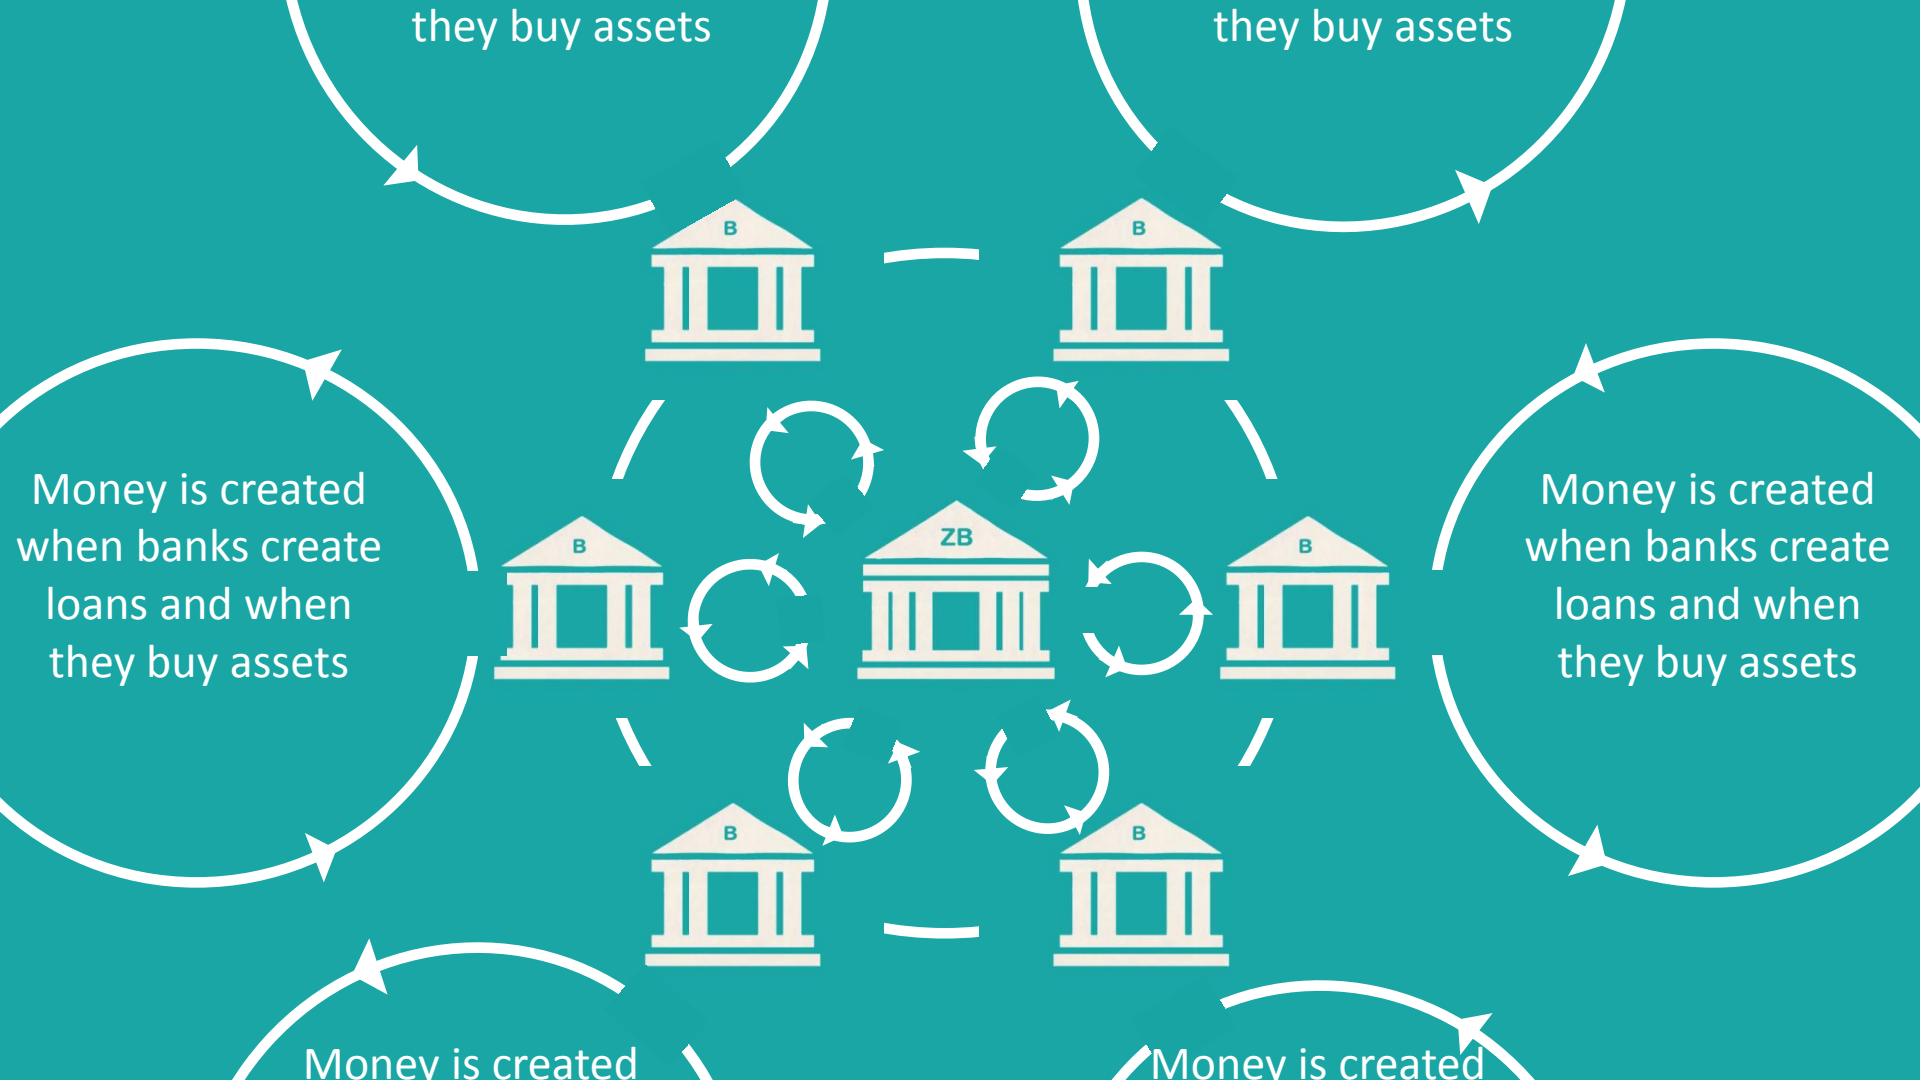 they buy assets
they buy assets
B
B
Money is created
when banks create
loans and when
they buy assets
B
ZB
B
Money is created
when banks create
loans and when
they buy assets
B
B
Money is created
Money is created